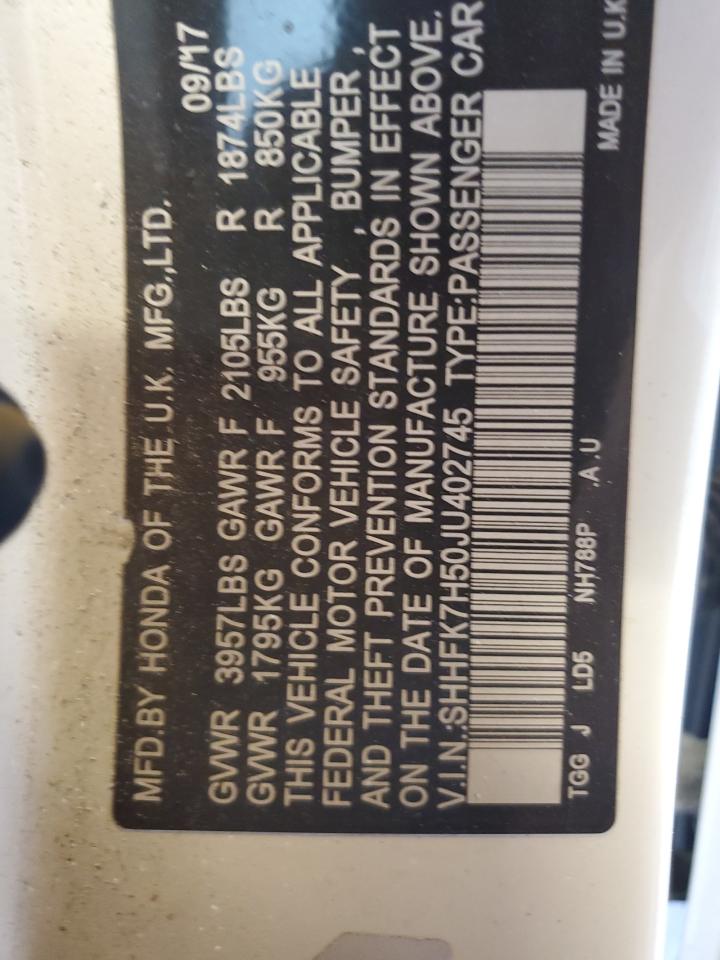 MFD.BY HONDA OF THE U.K. MFG.,LTD. 09/17
GVWR 3957LBS GAWR F 2105LBS R 1874LBS
GVWR 1795KG GAWR F 955KG R 850KG
THIS VEHICLE CONFORMS TO ALL APPLICABLE
FEDERAL MOTOR VEHICLE SAFETY , BUMPER ,
AND THEFT PREVENTION STANDARDS IN EFFECT
ON THE DATE OF MANUFACTURE SHOWN ABOVE.
V.I.N.:SHHFK7H50JU402745 TYPE:PASSENGER CAR
TGG J LD5 NH788P .A .U MADE IN U.K